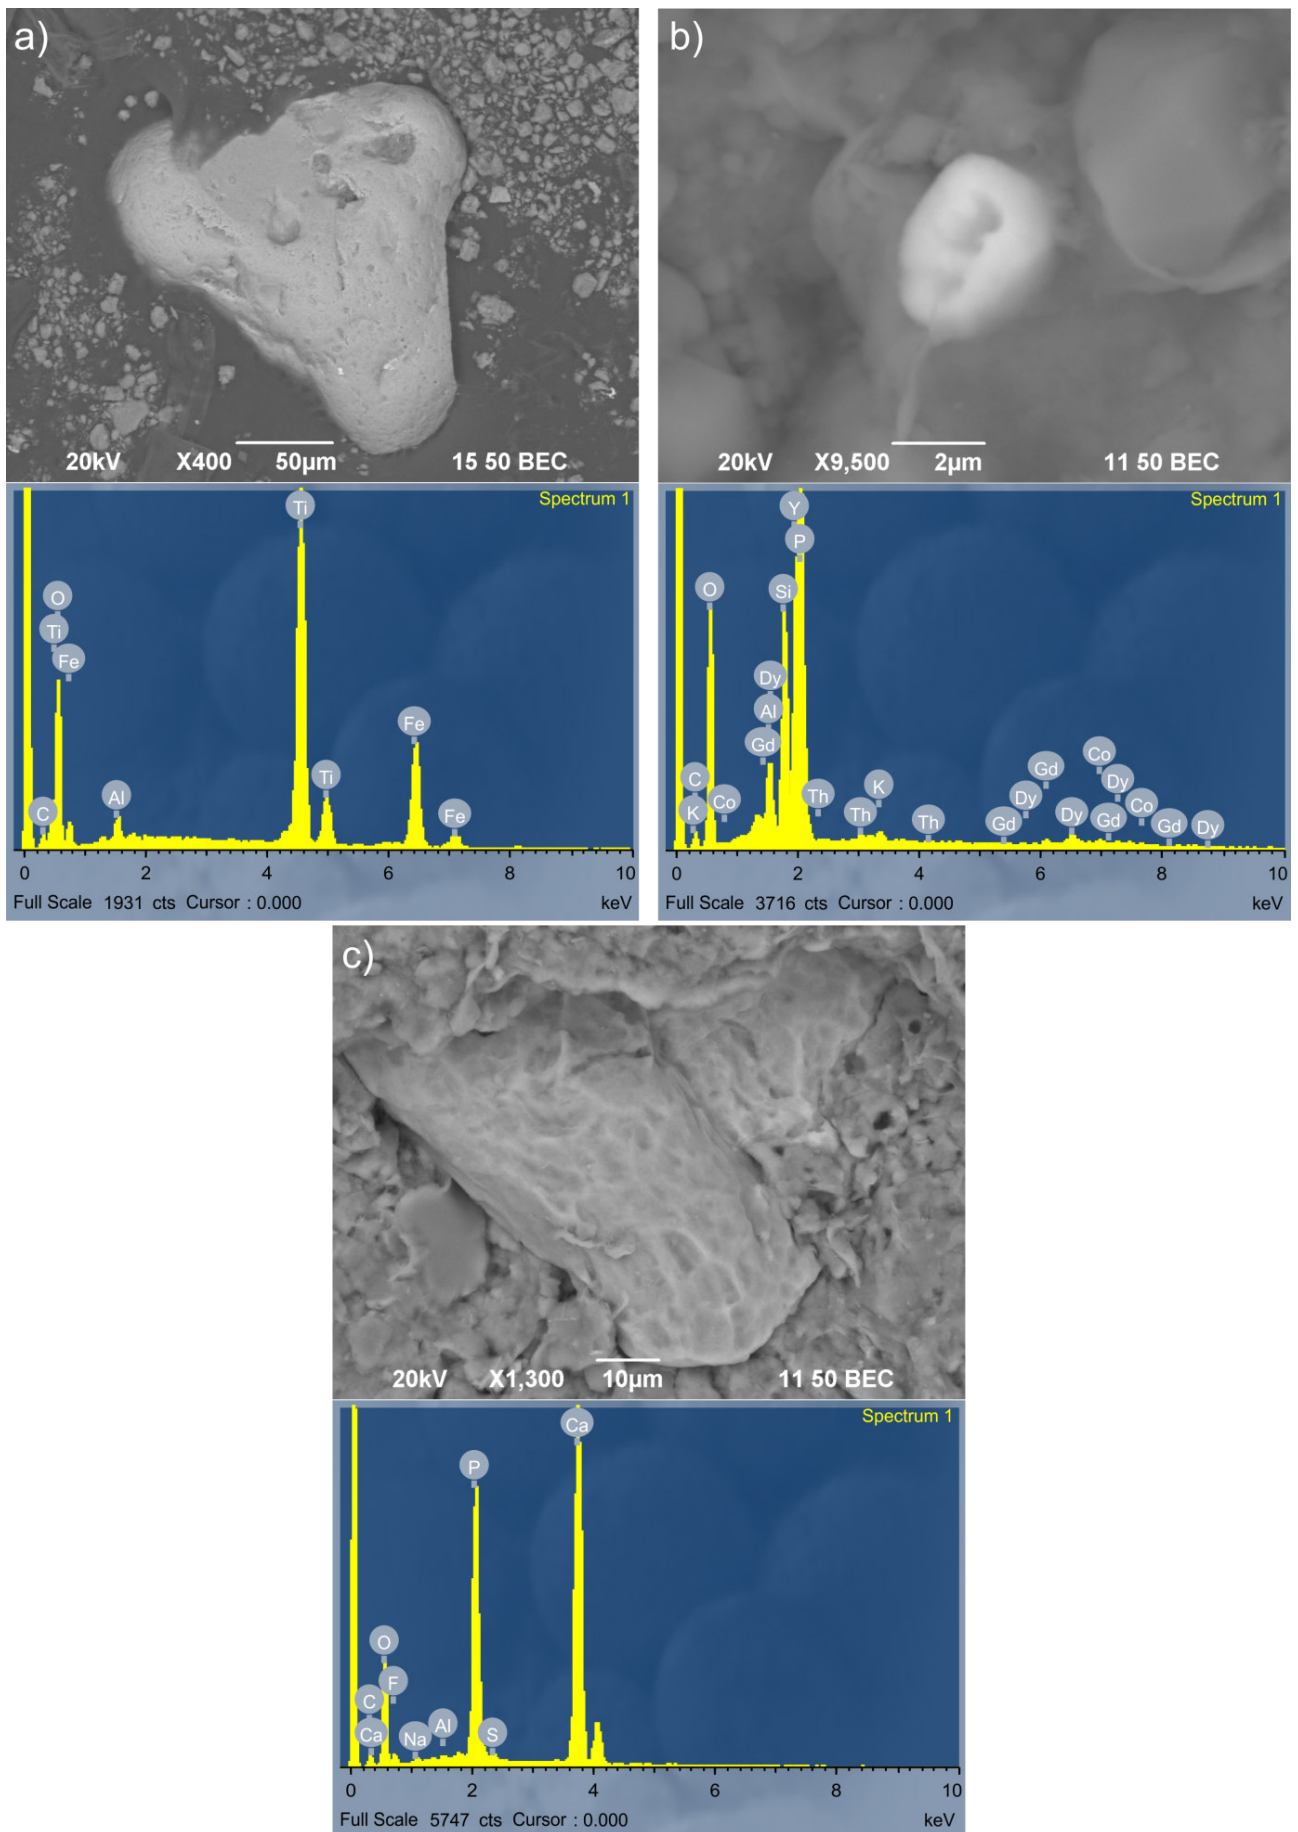 a)
20kV X400 50µm 15 50 BEC
Spectrum 1
Ti
O
Ti
Fe
Fe
Ti
Al
C
Fe
0 2 4 6 8 10
Full Scale 1931 cts Cursor : 0.000 keV
b)
20kV X9,500 2µm 11 50 BEC
Spectrum 1
Y
P
O
Si
Dy
Al
Gd
C
K
Co
Th
K
Th
Th
Co
Gd
Dy
Dy
Co
Gd
Dy
Gd
Gd
Dy
0 2 4 6 8 10
Full Scale 3716 cts Cursor : 0.000 keV
c)
20kV X1,300 10µm 11 50 BEC
Spectrum 1
Ca
P
O
F
C
Ca
Na
Al
S
0 2 4 6 8 10
Full Scale 5747 cts Cursor : 0.000 keV